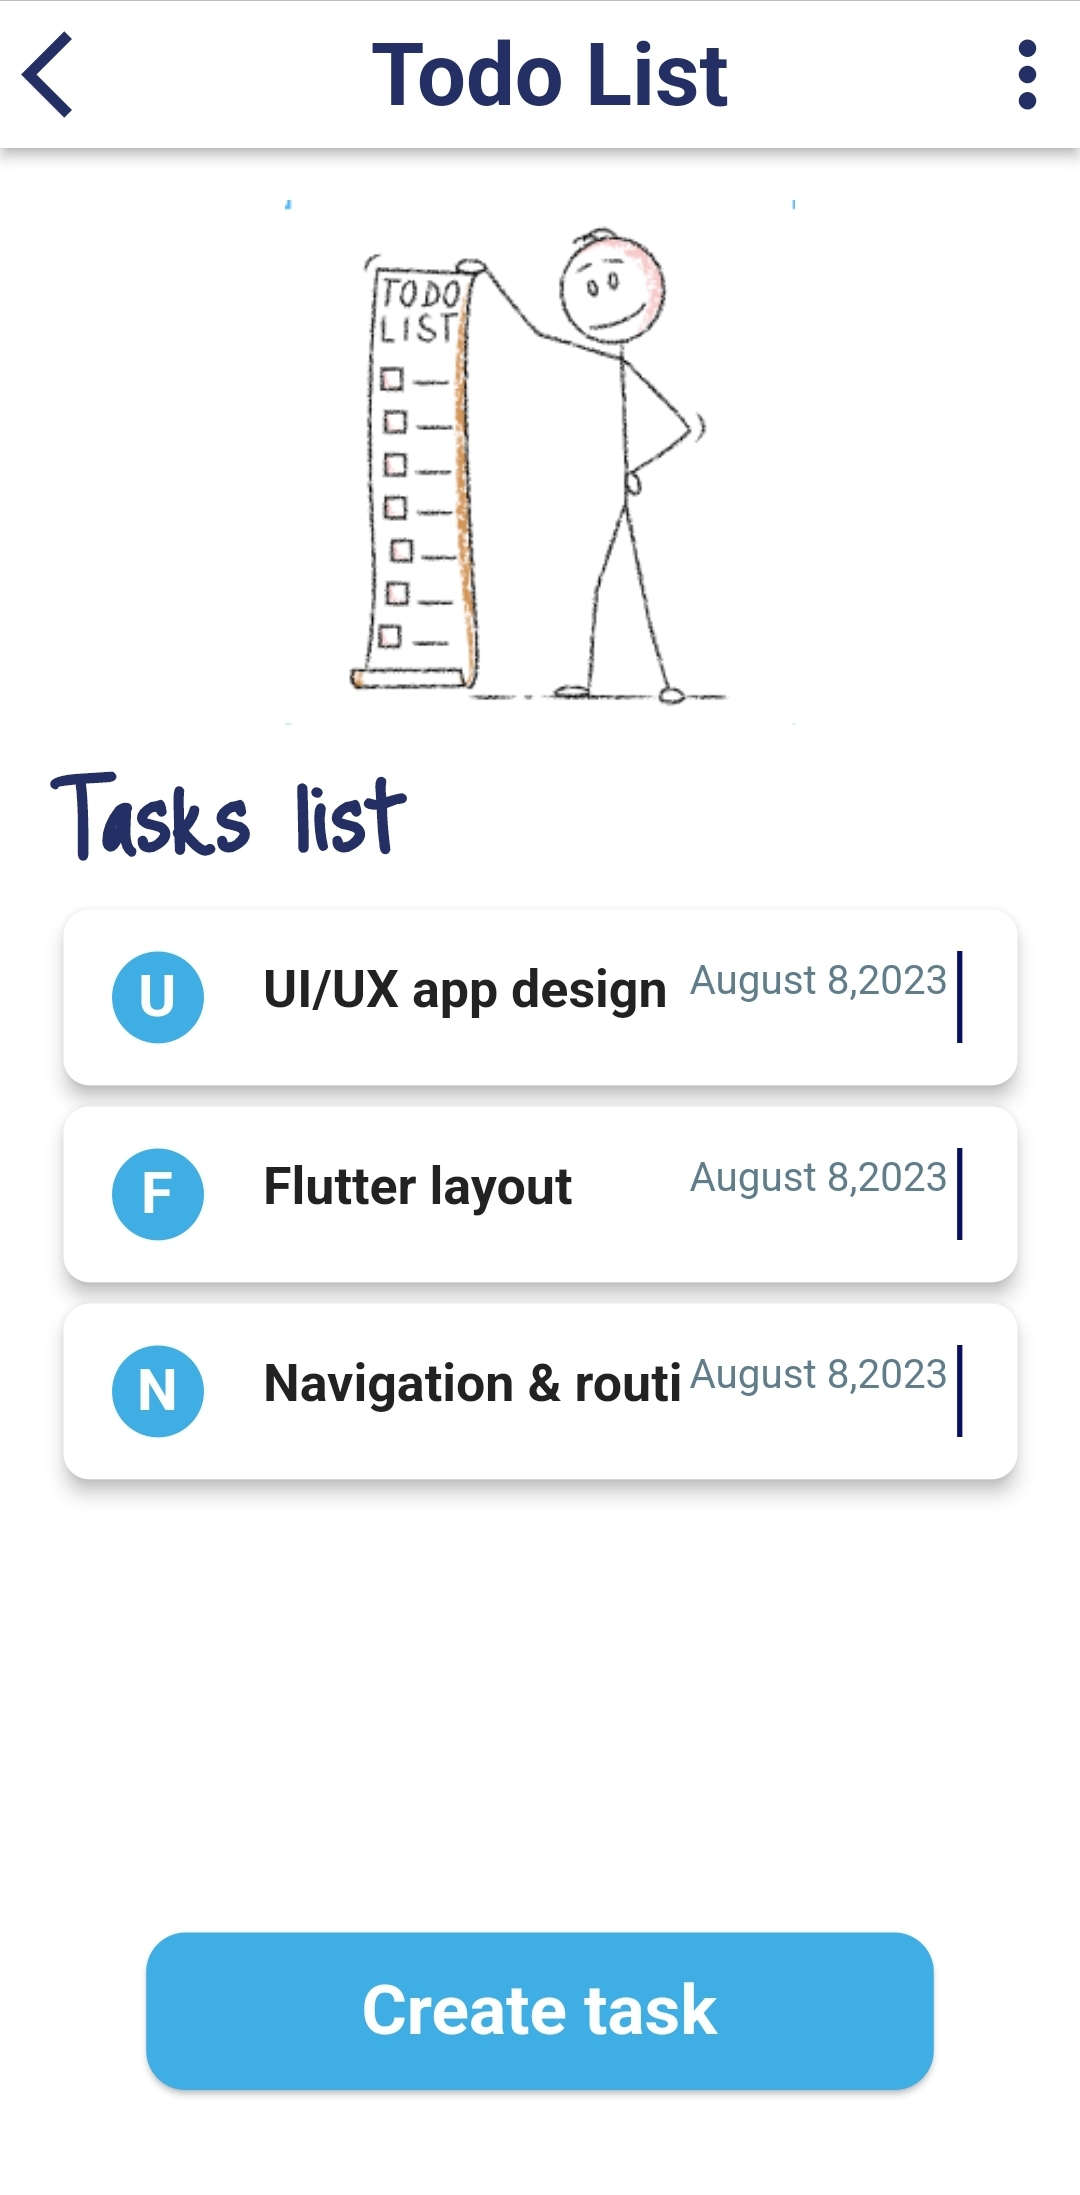 Todo List
TODO
LIST
Tasks list
U UI/UX app design August 8,2023
F Flutter layout August 8,2023
N Navigation & routi August 8,2023
Create task